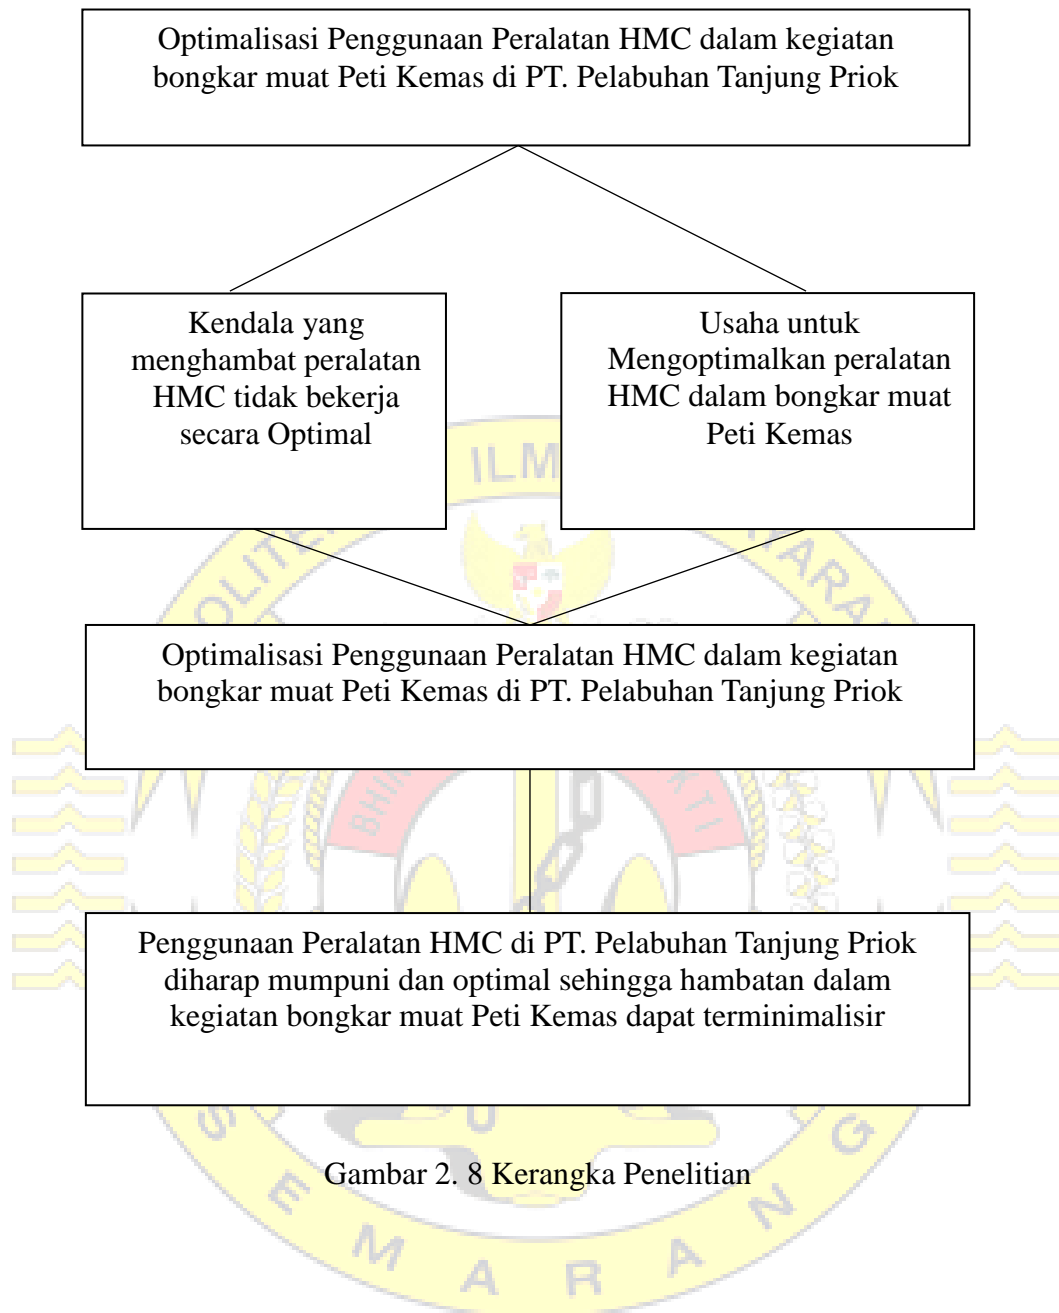 Optimalisasi Penggunaan Peralatan HMC dalam kegiatan
bongkar muat Peti Kemas di PT. Pelabuhan Tanjung Priok
Kendala yang
menghambat peralatan
HMC tidak bekerja
secara Optimal
Usaha untuk
Mengoptimalkan peralatan
HMC dalam bongkar muat
Peti Kemas
ILM
Optimalisasi Penggunaan Peralatan HMC dalam kegiatan
bongkar muat Peti Kemas di PT. Pelabuhan Tanjung Priok
Penggunaan Peralatan HMC di PT. Pelabuhan Tanjung Priok
diharap mumpuni dan optimal sehingga hambatan dalam
kegiatan bongkar muat Peti Kemas dapat terminimalisir
Gambar 2. 8 Kerangka Penelitian
SEMARANG